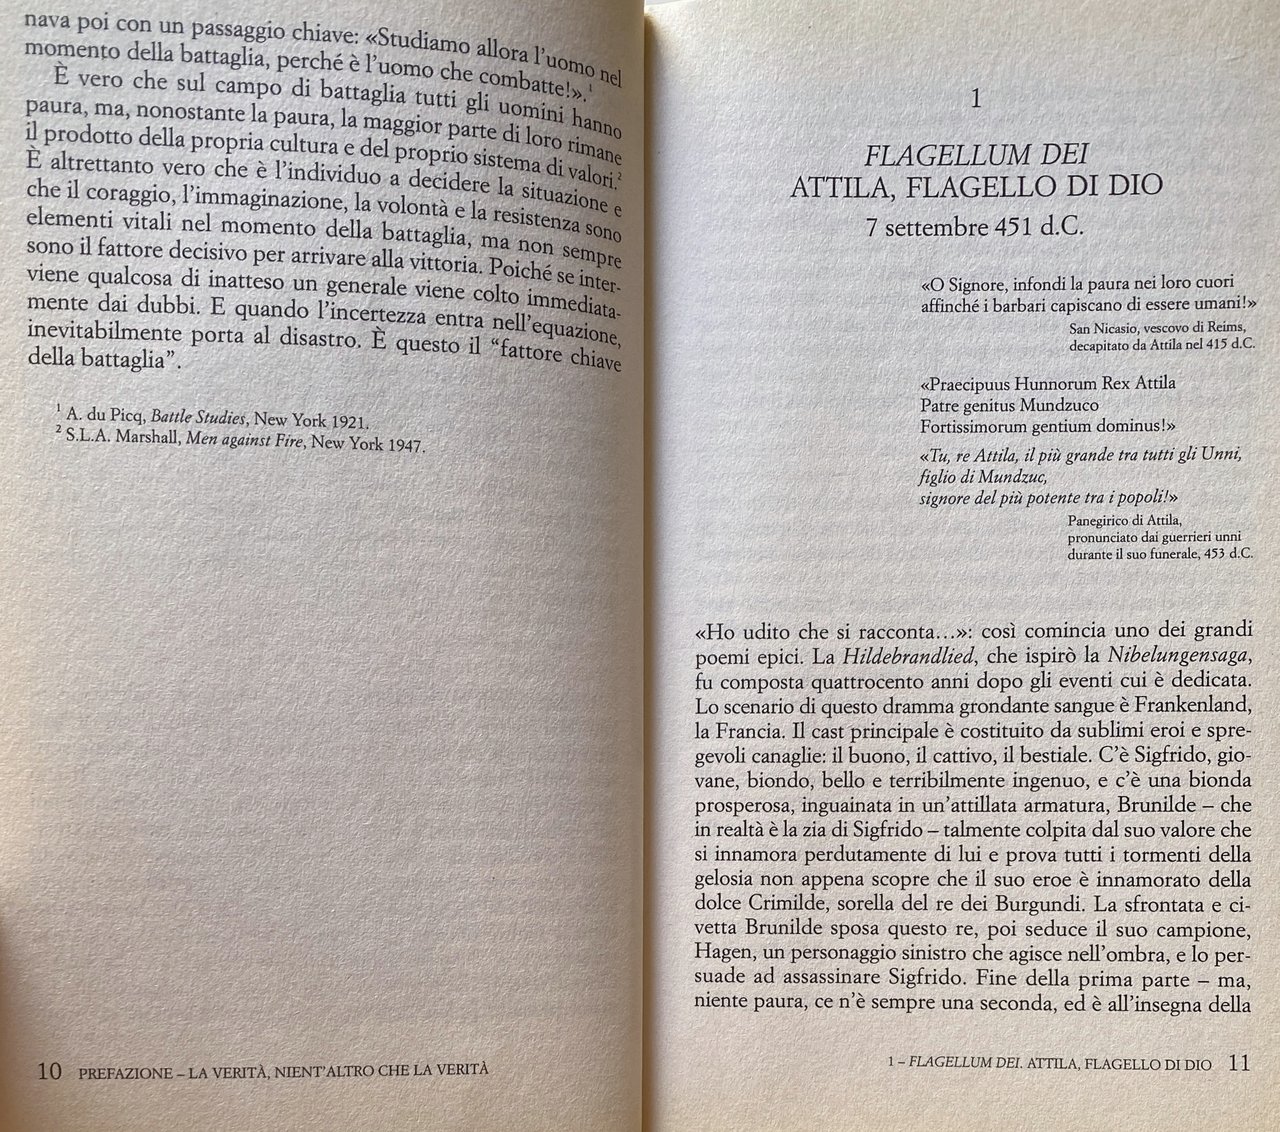 nava poi con un passaggio chiave: «Studiamo allora l'uomo nel
momento della battaglia, perché è l'uomo che combatte!».¹
È vero che sul campo di battaglia tutti gli uomini hanno
paura, ma, nonostante la paura, la maggior parte di loro rimane
il prodotto della propria cultura e del proprio sistema di valori.²
È altrettanto vero che è l'individuo a decidere la situazione e
che il coraggio, l'immaginazione, la volontà e la resistenza sono
elementi vitali nel momento della battaglia, ma non sempre
sono il fattore decisivo per arrivare alla vittoria. Poiché se inter-
viene qualcosa di inatteso un generale viene colto immediata-
mente dai dubbi. E quando l'incertezza entra nell'equazione,
inevitabilmente porta al disastro. È questo il “fattore chiave
della battaglia”.
¹ A. du Picq, Battle Studies, New York 1921.
² S.L.A. Marshall, Men against Fire, New York 1947.
10 PREFAZIONE – LA VERITÀ, NIENT'ALTRO CHE LA VERITÀ
1
FLAGELLUM DEI
ATTILA, FLAGELLO DI DIO
7 settembre 451 d.C.
«O Signore, infondi la paura nei loro cuori
affinché i barbari capiscano di essere umani!»
San Nicasio, vescovo di Reims,
decapitato da Attila nel 415 d.C.
«Praecipuus Hunnorum Rex Attila
Patre genitus Mundzuco
Fortissimorum gentium dominus!»
«Tu, re Attila, il più grande tra tutti gli Unni,
figlio di Mundzuc,
signore del più potente tra i popoli!»
Panegirico di Attila,
pronunciato dai guerrieri unni
durante il suo funerale, 453 d.C.
«Ho udito che si racconta…»: così comincia uno dei grandi
poemi epici. La Hildebrandlied, che ispirò la Nibelungensaga,
fu composta quattrocento anni dopo gli eventi cui è dedicata.
Lo scenario di questo dramma grondante sangue è Frankenland,
la Francia. Il cast principale è costituito da sublimi eroi e spre-
gevoli canaglie: il buono, il cattivo, il bestiale. C'è Sigfrido, gio-
vane, biondo, bello e terribilmente ingenuo, e c'è una bionda
prosperosa, inguainata in un'attillata armatura, Brunilde – che
in realtà è la zia di Sigfrido – talmente colpita dal suo valore che
si innamora perdutamente di lui e prova tutti i tormenti della
gelosia non appena scopre che il suo eroe è innamorato della
dolce Crimilde, sorella del re dei Burgundi. La sfrontata e ci-
vetta Brunilde sposa questo re, poi seduce il suo campione,
Hagen, un personaggio sinistro che agisce nell'ombra, e lo per-
suade ad assassinare Sigfrido. Fine della prima parte – ma,
niente paura, ce n'è sempre una seconda, ed è all'insegna della
1 – FLAGELLUM DEI. ATTILA, FLAGELLO DI DIO 11